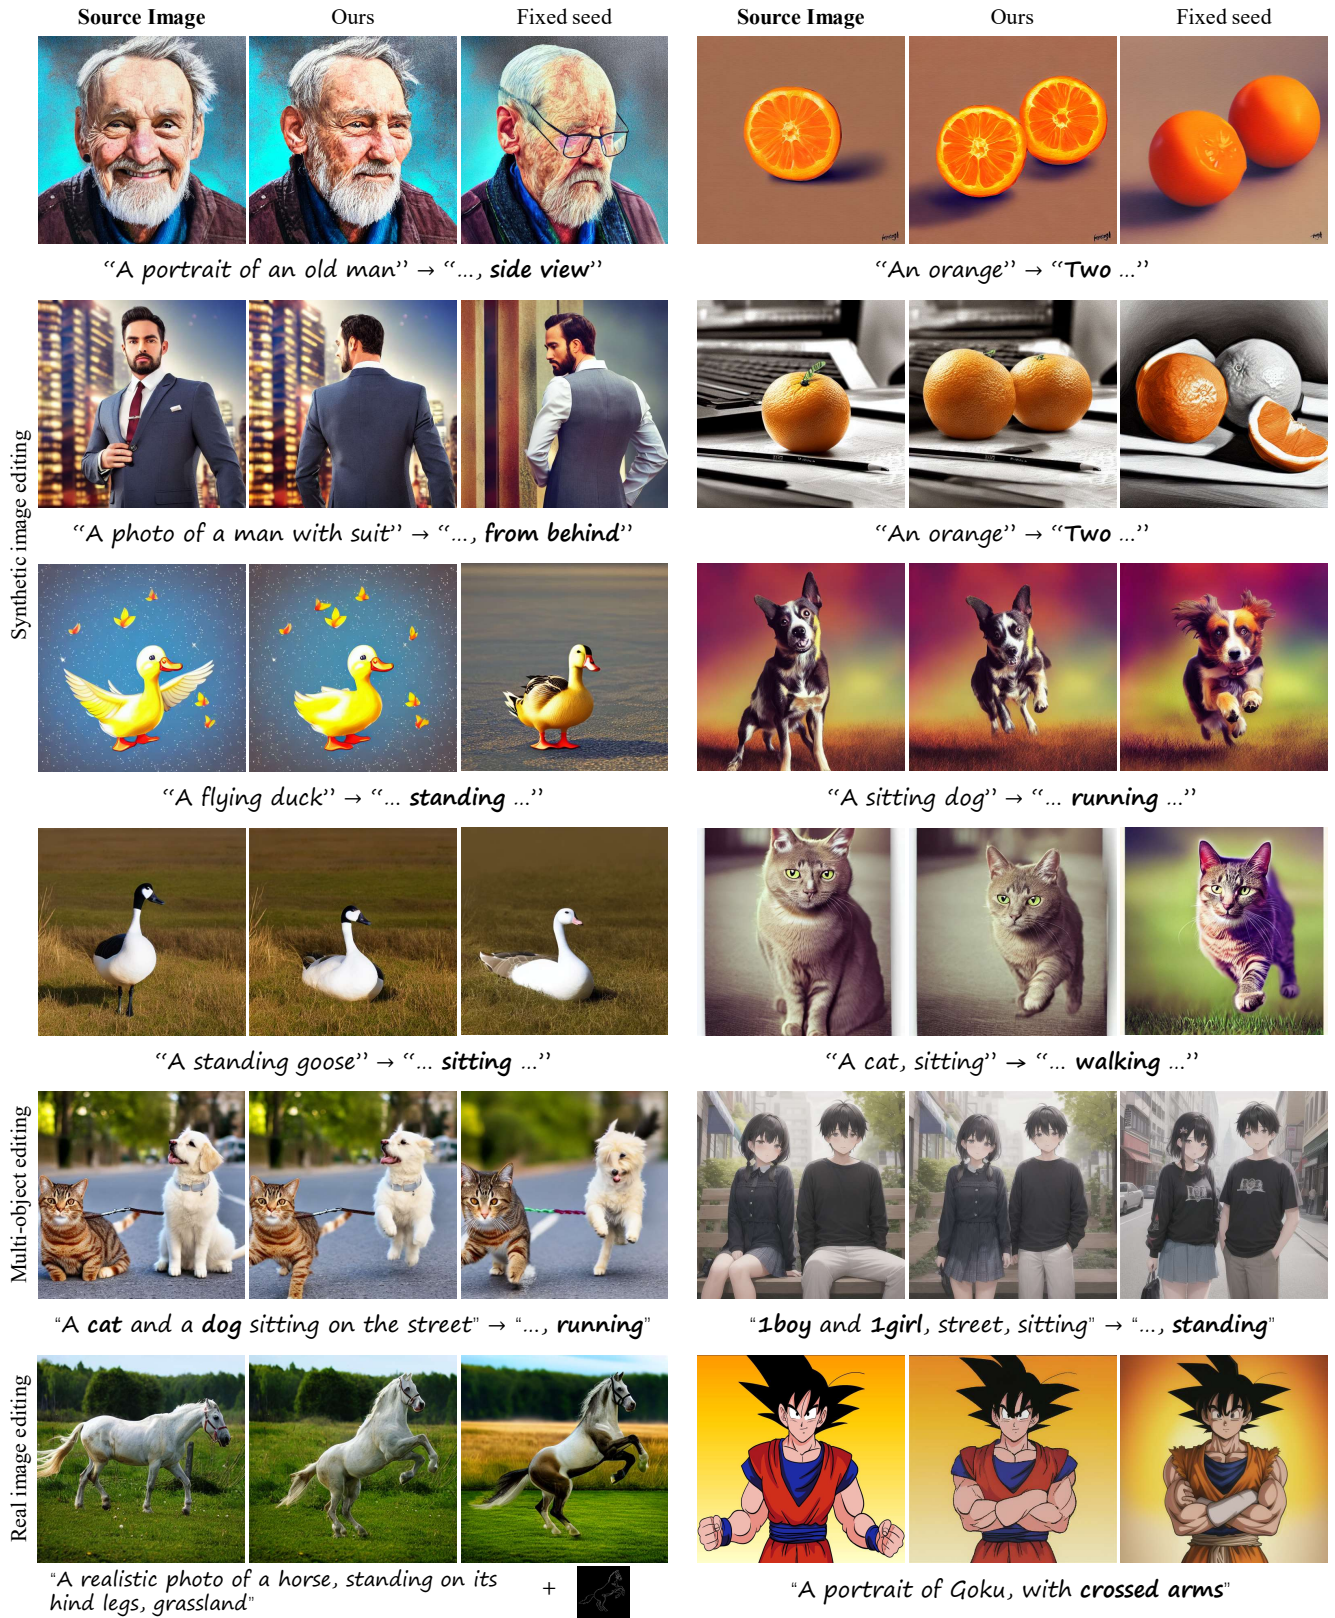 Source Image Ours Fixed seed
Source Image Ours Fixed seed
Synthetic image editing
“A portrait of an old man” → “..., side view”
“An orange” → “Two ...”
“A photo of a man with suit” → “..., from behind”
“An orange” → “Two ...”
“A flying duck” → “... standing ...”
“A sitting dog” → “... running ...”
“A standing goose” → “... sitting ...”
“A cat, sitting” → “... walking ...”
Multi-object editing
“A cat and a dog sitting on the street” → “..., running”
“1boy and 1girl, street, sitting” → “..., standing”
Real image editing
“A realistic photo of a horse, standing on its
hind legs, grassland” +
“A portrait of Goku, with crossed arms”